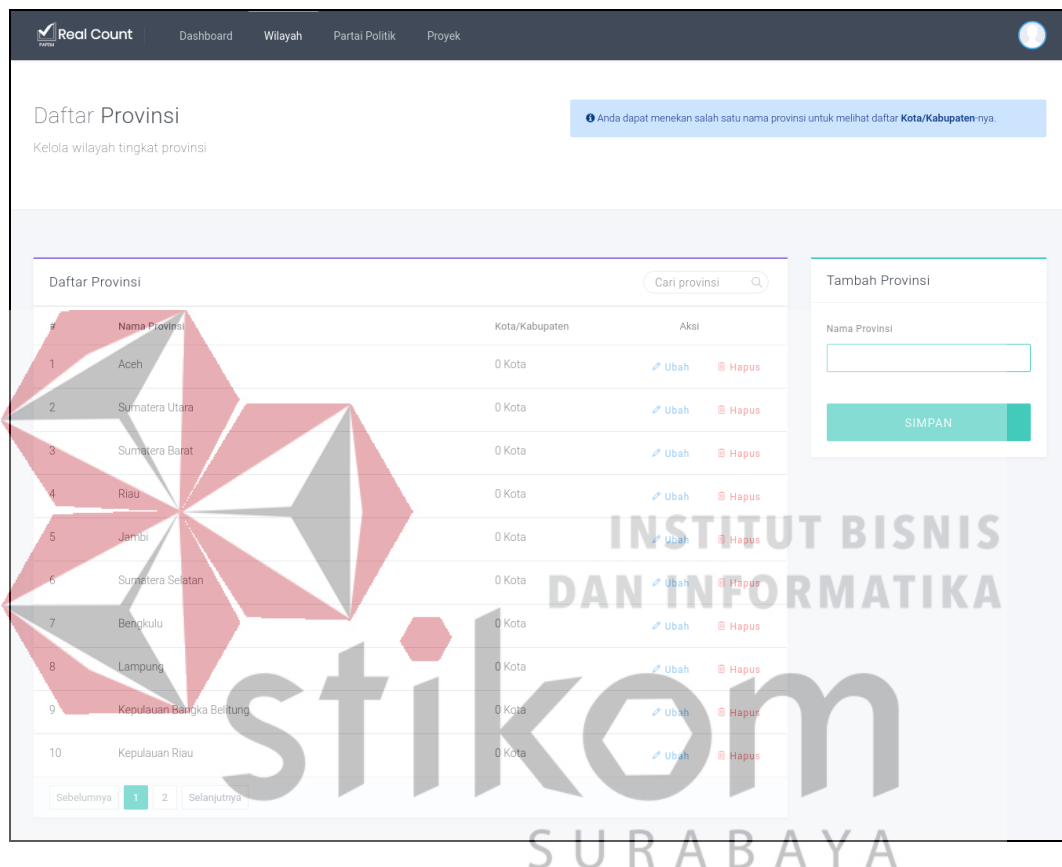 Real Count Dashboard Wilayah Partai Politik Proyek
Daftar Provinsi
Anda dapat menekan salah satu nama provinsi untuk melihat daftar Kota/Kabupaten-nya.
Kelola wilayah tingkat provinsi
Daftar Provinsi
Cari provinsi
# Nama Provinsi Kota/Kabupaten Aksi
1 Aceh 0 Kota Ubah Hapus
2 Sumatera Utara 0 Kota Ubah Hapus
3 Sumatera Barat 0 Kota Ubah Hapus
4 Riau 0 Kota Ubah Hapus
5 Jambi 0 Kota Ubah Hapus
6 Sumatera Selatan 0 Kota Ubah Hapus
7 Bengkulu 0 Kota Ubah Hapus
8 Lampung 0 Kota Ubah Hapus
9 Kepulauan Bangka Belitung 0 Kota Ubah Hapus
10 Kepulauan Riau 0 Kota Ubah Hapus
Sebelumnya 1 2 Selanjutnya
Tambah Provinsi
Nama Provinsi
SIMPAN
INSTITUT BISNIS
DAN INFORMATIKA
stikom
SURABAYA